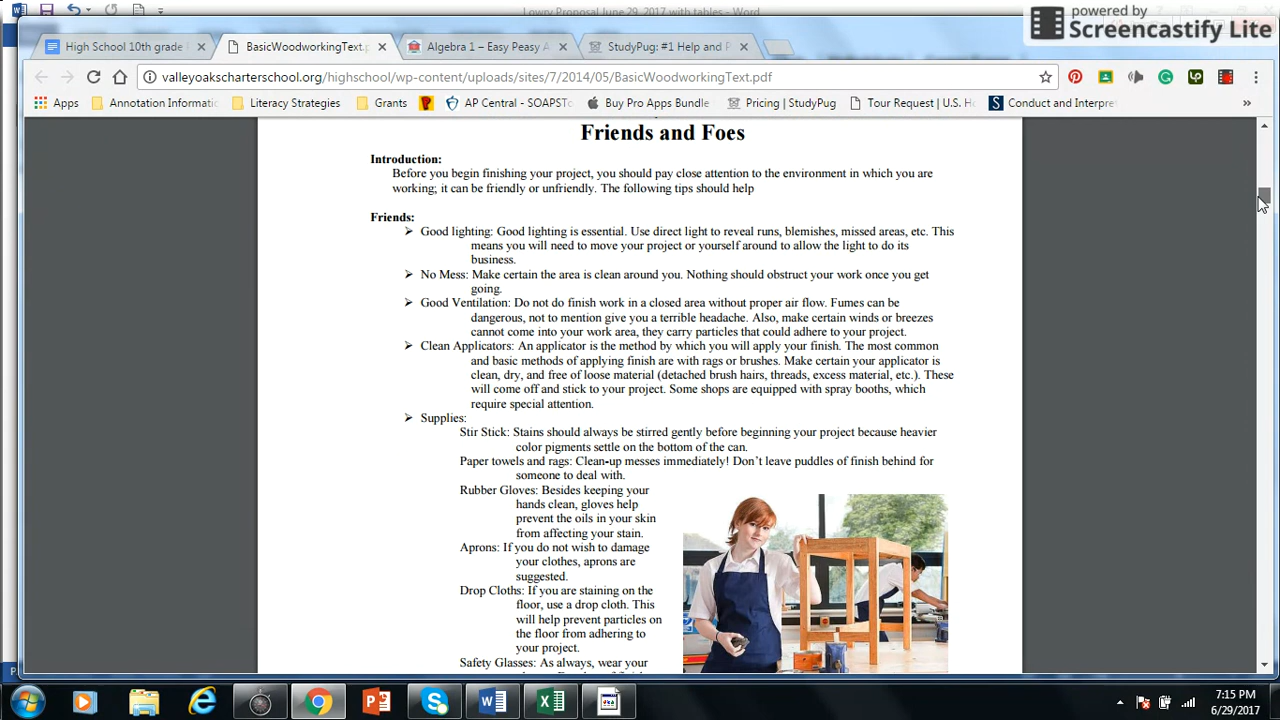 Lowry Proposal June 29, 2017 with tables - Word
powered by
Screencastify Lite
High School 10th grade
BasicWoodworkingText.p
Algebra 1 – Easy Peasy A
StudyPug: #1 Help and P
valleyoakscharterschool.org/highschool/wp-content/uploads/sites/7/2014/05/BasicWoodworkingText.pdf
Apps
Annotation Informatic
Literacy Strategies
Grants
AP Central - SOAPSTo
Buy Pro Apps Bundle
Pricing | StudyPug
Tour Request | U.S. Ho
Conduct and Interpre
»
Friends and Foes
Introduction:
Before you begin finishing your project, you should pay close attention to the environment in which you are
working; it can be friendly or unfriendly. The following tips should help
Friends:
➢ Good lighting: Good lighting is essential. Use direct light to reveal runs, blemishes, missed areas, etc. This
means you will need to move your project or yourself around to allow the light to do its
business.
➢ No Mess: Make certain the area is clean around you. Nothing should obstruct your work once you get
going.
➢ Good Ventilation: Do not do finish work in a closed area without proper air flow. Fumes can be
dangerous, not to mention give you a terrible headache. Also, make certain winds or breezes
cannot come into your work area, they carry particles that could adhere to your project.
➢ Clean Applicators: An applicator is the method by which you will apply your finish. The most common
and basic methods of applying finish are with rags or brushes. Make certain your applicator is
clean, dry, and free of loose material (detached brush hairs, threads, excess material, etc.). These
will come off and stick to your project. Some shops are equipped with spray booths, which
require special attention.
➢ Supplies:
Stir Stick: Stains should always be stirred gently before beginning your project because heavier
color pigments settle on the bottom of the can.
Paper towels and rags: Clean-up messes immediately! Don’t leave puddles of finish behind for
someone to deal with.
Rubber Gloves: Besides keeping your
hands clean, gloves help
prevent the oils in your skin
from affecting your stain.
Aprons: If you do not wish to damage
your clothes, aprons are
suggested.
Drop Cloths: If you are staining on the
floor, use a drop cloth. This
will help prevent particles on
the floor from adhering to
your project.
Safety Glasses: As always, wear your
7:15 PM
6/29/2017